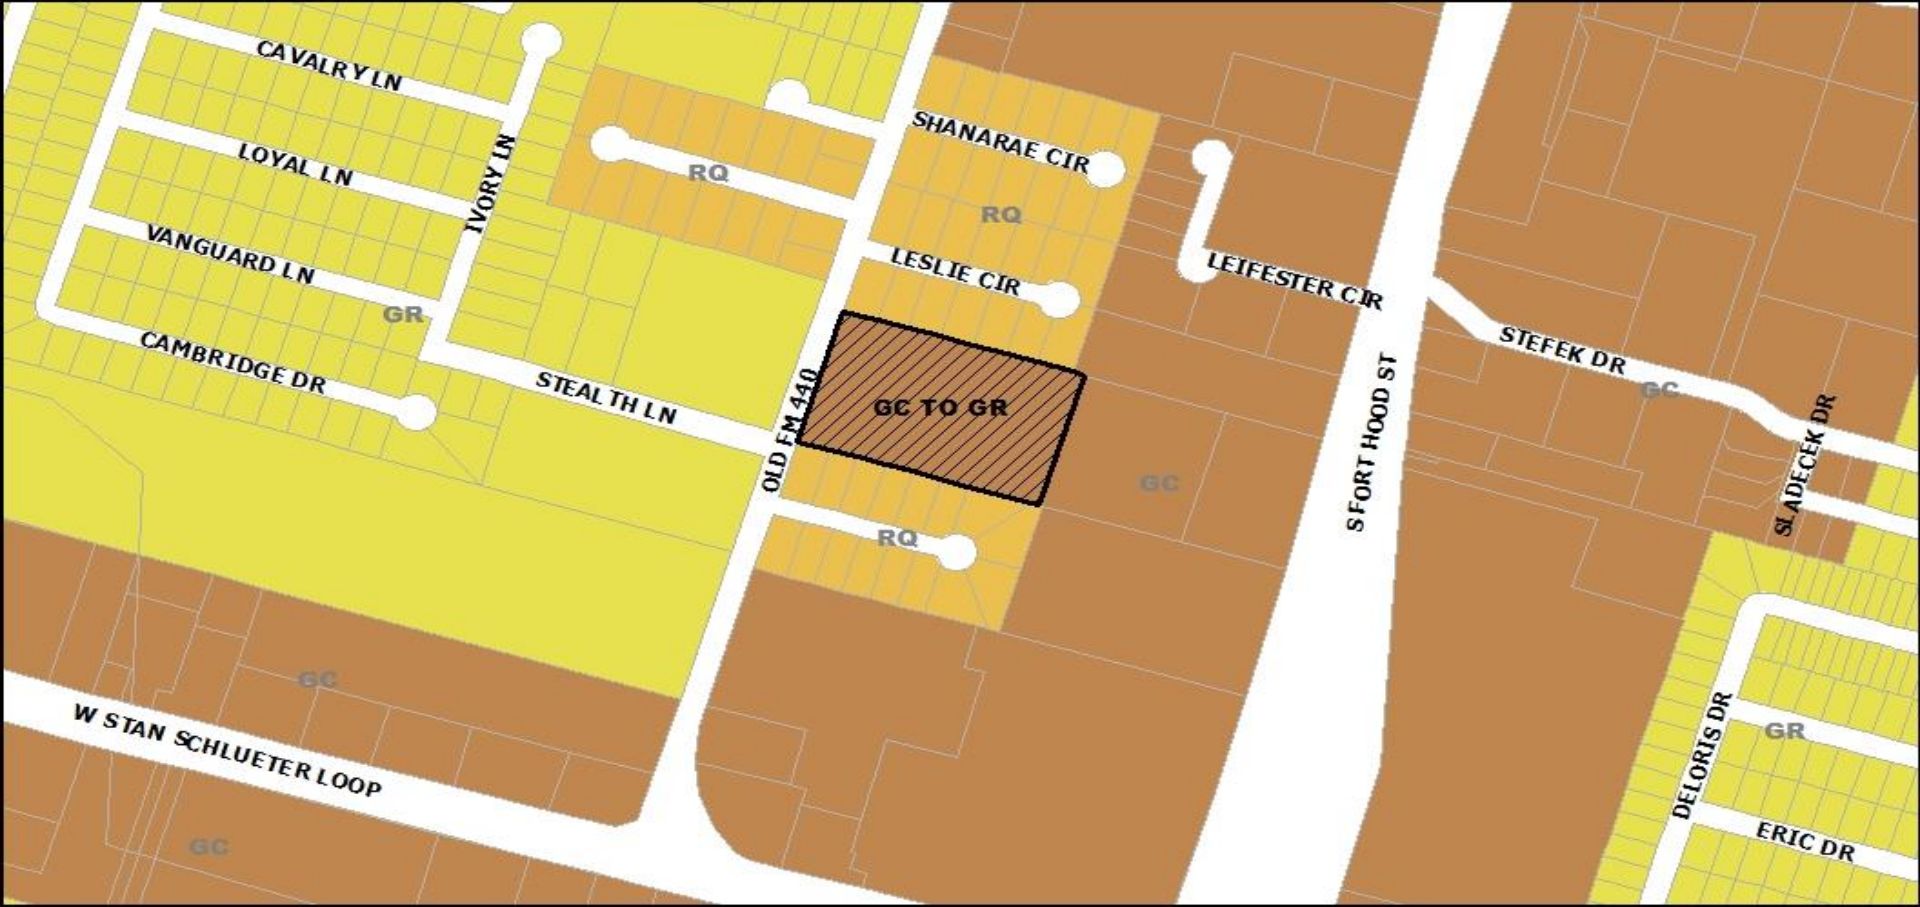 CAVALRY LN
LOYAL LN
IVORY LN
VANGUARD LN
GR
CAMBRIDGE DR
STEALTH LN
RQ
SHANARAE CIR
RQ
LESLIE CIR
LEIFESTER CIR
STEFEK DR
GC
SLADECEK DR
OLD FM 440
GC TO GR
GC
S FORT HOOD ST
RQ
GC
W STAN SCHLUETER LOOP
GC
DELORIS DR
GR
ERIC DR